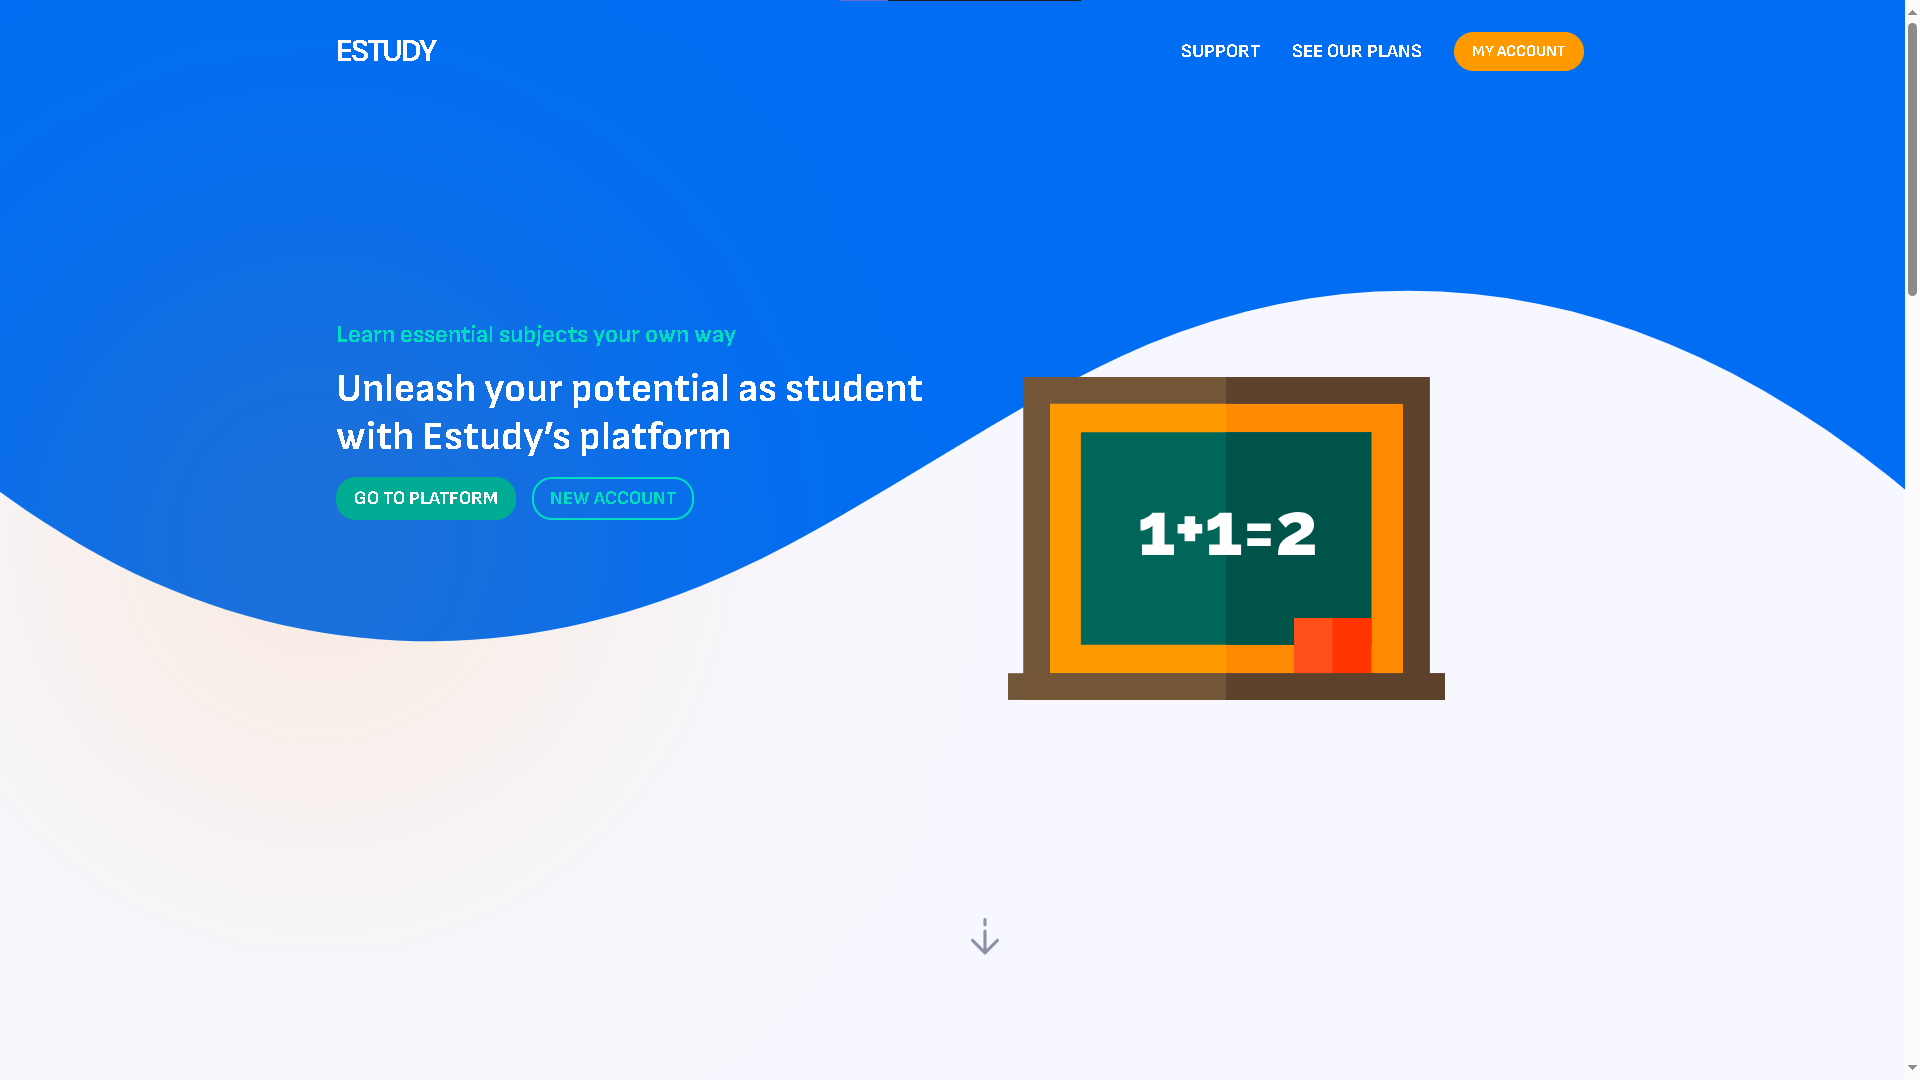 ESTUDY
SUPPORT
SEE OUR PLANS
MY ACCOUNT
Learn essential subjects your own way
Unleash your potential as student
with Estudy’s platform
GO TO PLATFORM
NEW ACCOUNT
1+1=2